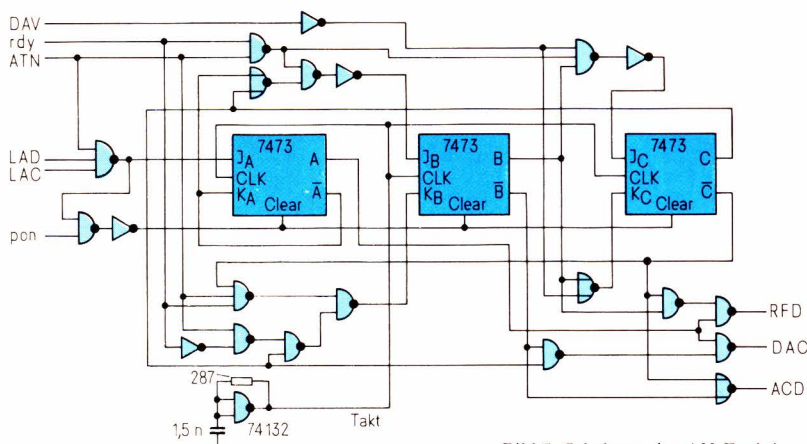 DAV
rdy
ATN
LAD
LAC
pon
7473
J_A A
CLK
K_A A̅
Clear
7473
J_B B
CLK
K_B B̅
Clear
7473
J_C C
CLK
K_C C̅
Clear
RFD
DAC
ACD
287
1,5 n
74132
Takt